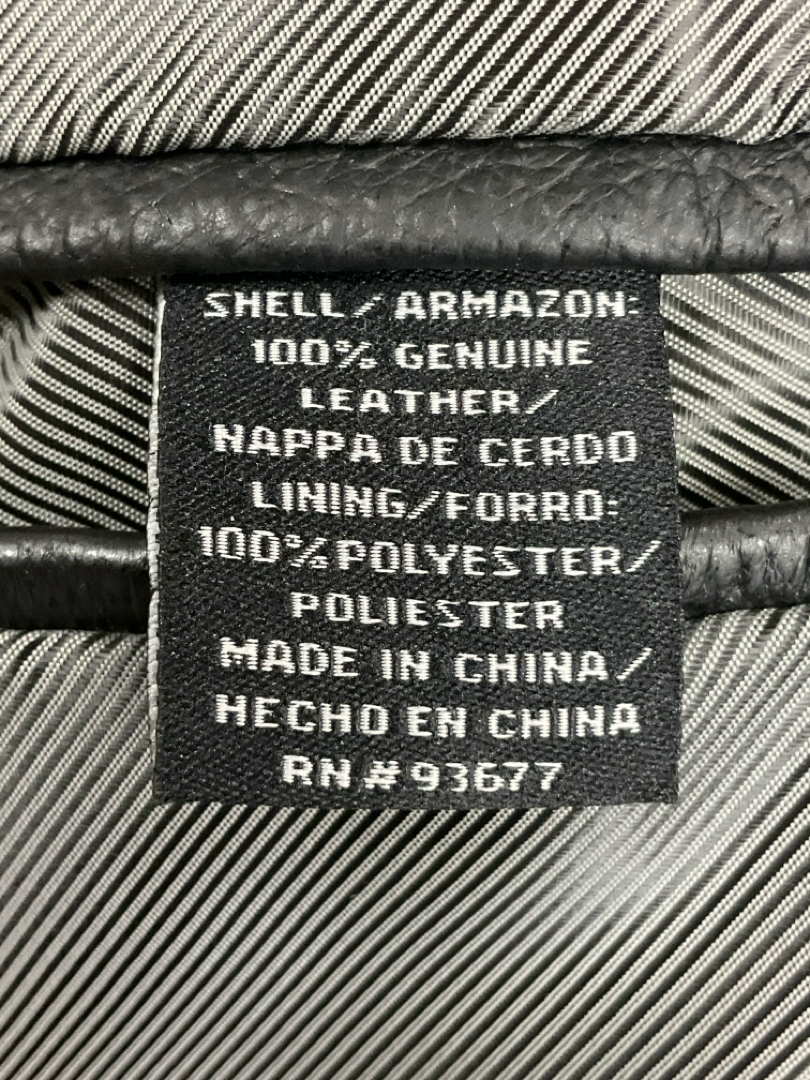 SHELL/ ARMAZON:
100% GENUINE
LEATHER/
NAPPA DE CERDO
LINING/FORRO:
100%POLYESTER/
POLIESTER
MADE IN CHINA/
HECHO EN CHINA
RN#93677